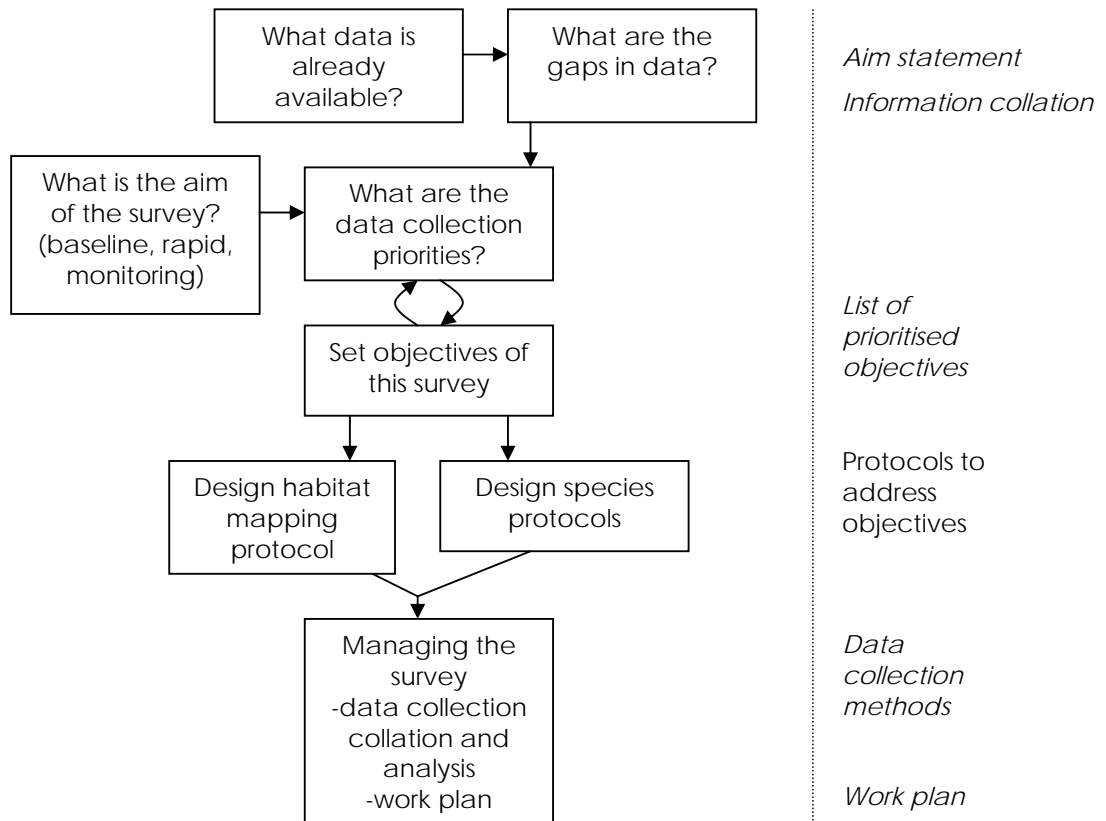 What data is
already
available?
What are the
gaps in data?
Aim statement
Information collation
What is the aim
of the survey?
(baseline, rapid,
monitoring)
What are the
data collection
priorities?
List of
prioritised
objectives
Set objectives of
this survey
Design habitat
mapping
protocol
Design species
protocols
Protocols to
address
objectives
Managing the
survey
-data collection
collation and
analysis
-work plan
Data
collection
methods
Work plan